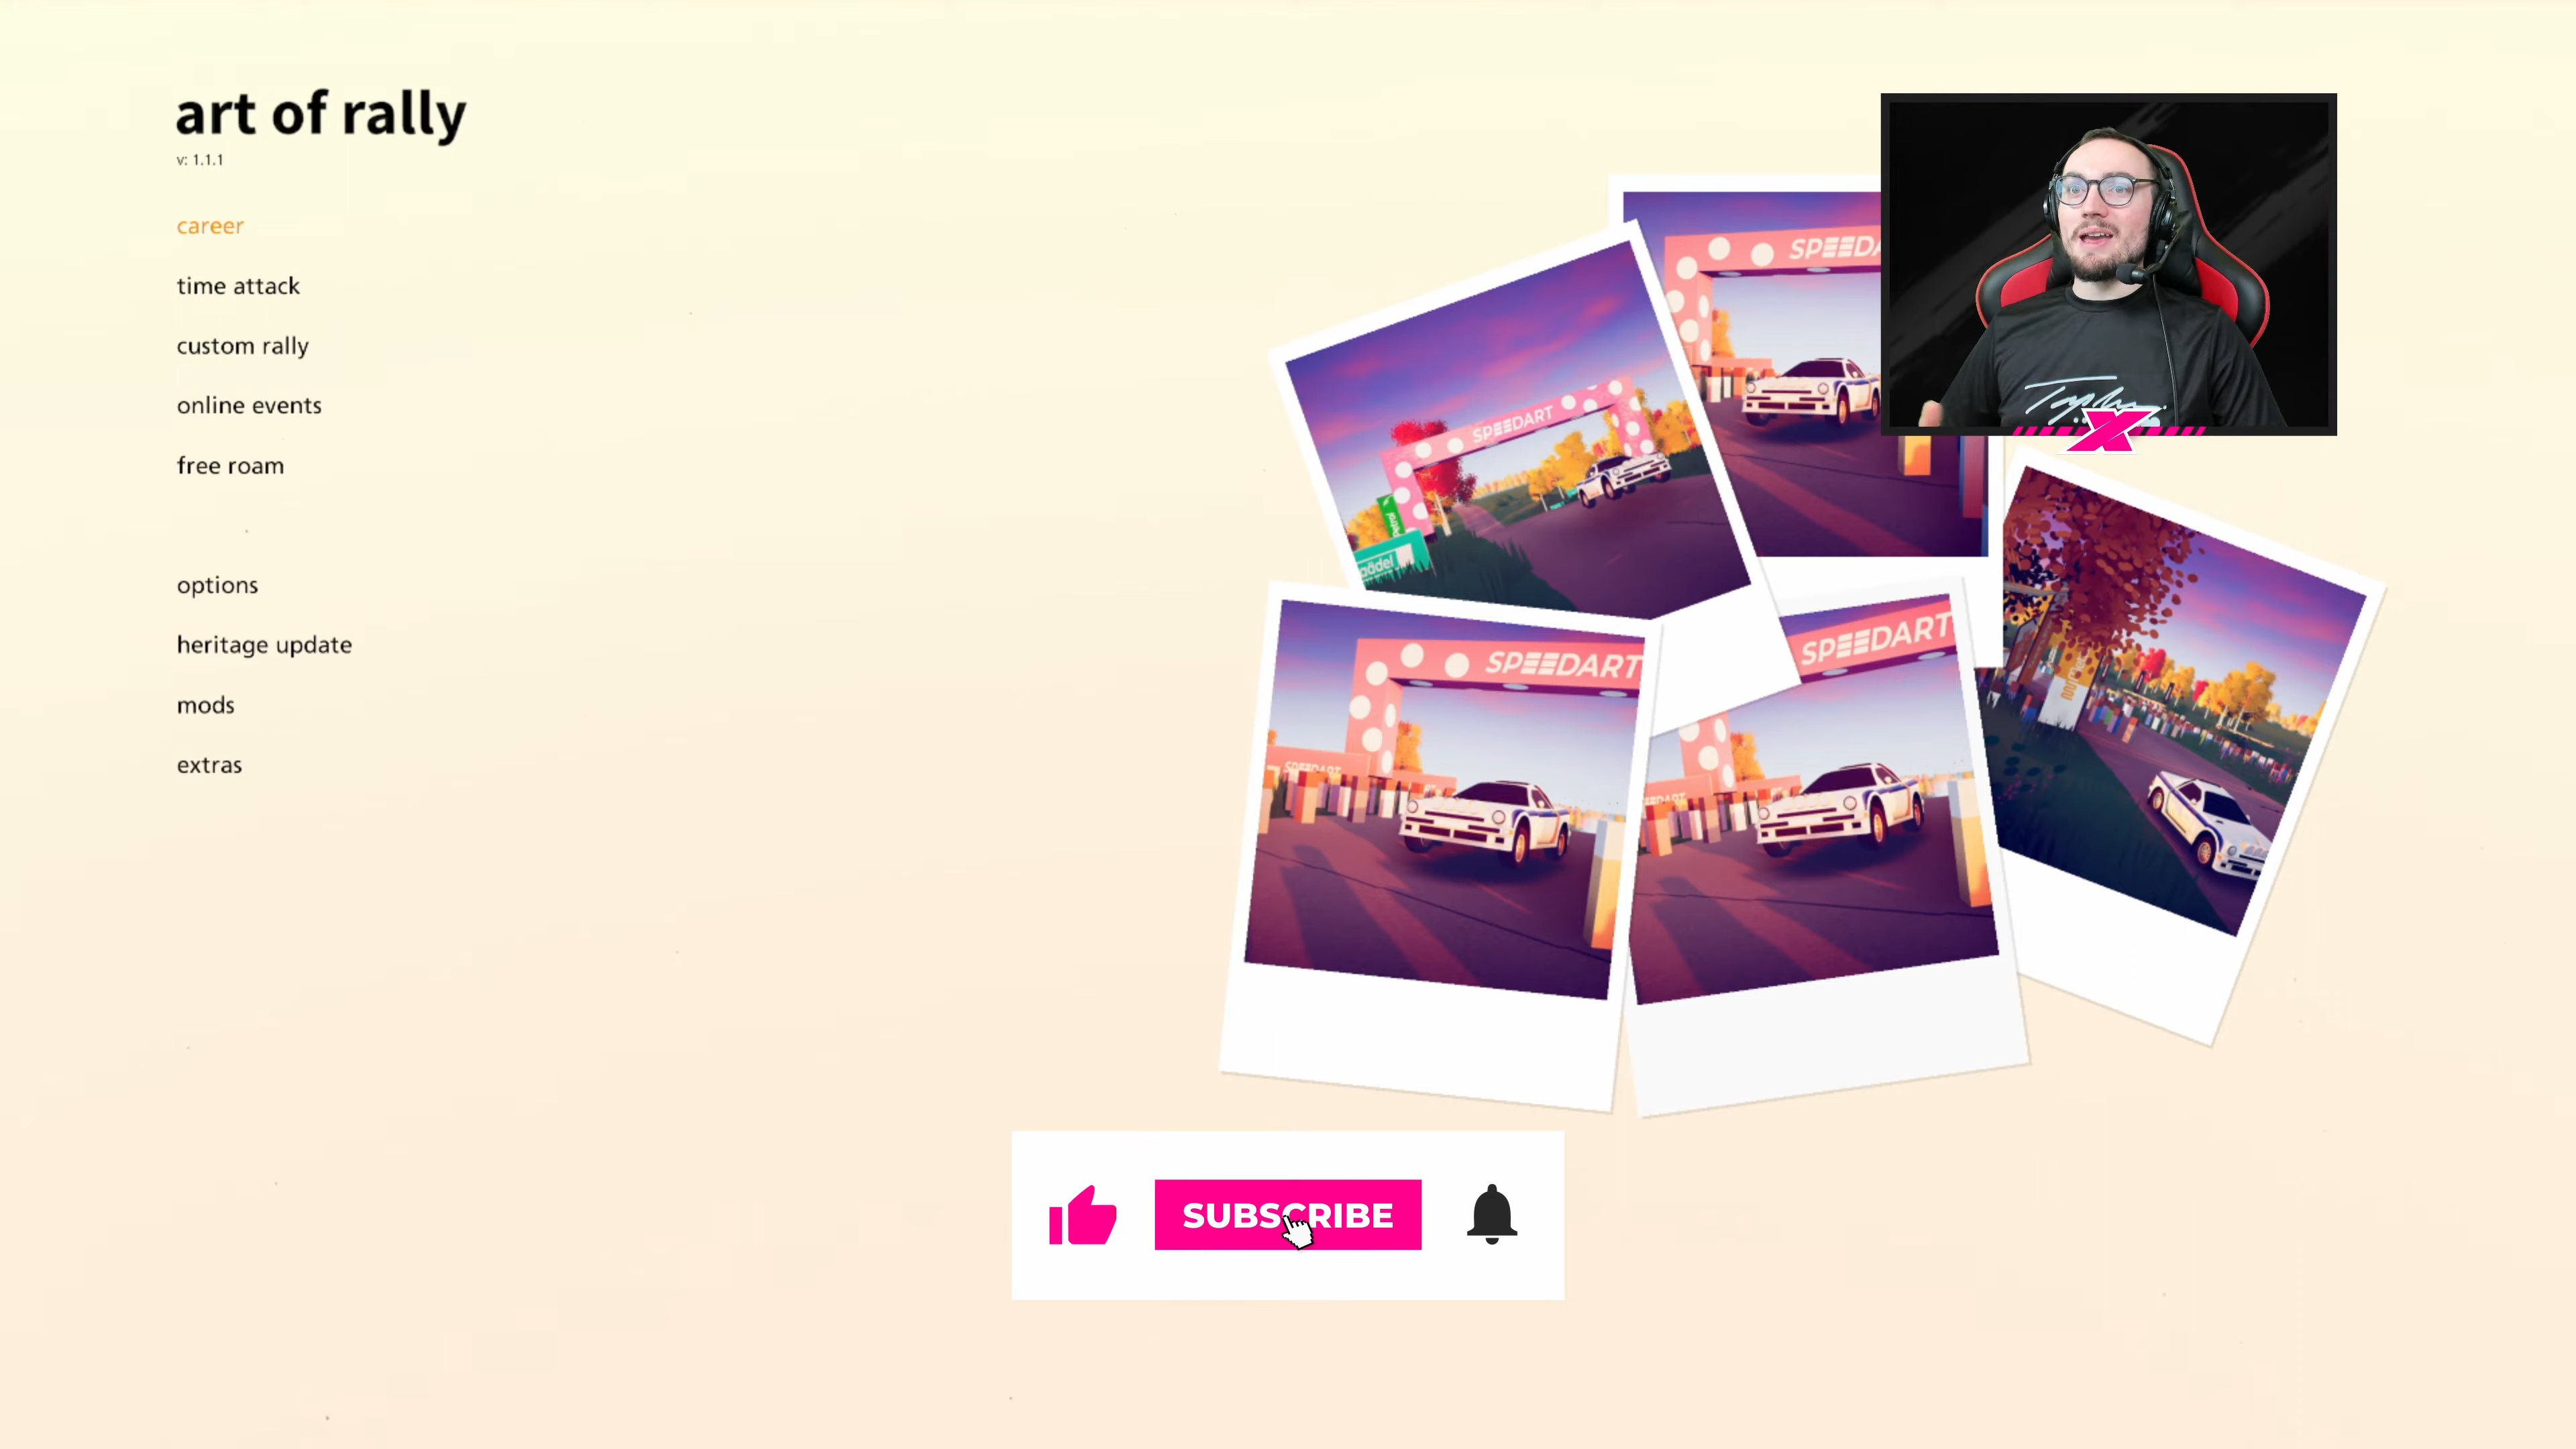 art of rally
v: 1.1.1
career
time attack
custom rally
online events
free roam
options
heritage update
mods
extras
SPEEDA
SPEEDART
SPEEDART
SPEEDART
SPEEDART
X
SUBSCRIBE